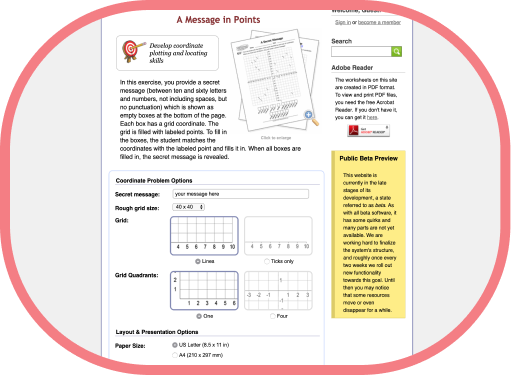 A Message in Points
Develop coordinate
plotting and locating
skills
In this exercise, you provide a secret
message (between ten and sixty letters
and numbers, not including spaces, but
no punctuation) which is shown as
empty boxes at the bottom of the page.
Each box has a grid coordinate. The
grid is filled with labeled points. To fill in
the boxes, the student matches the
coordinates with the labeled point and fills it in. When all boxes are
filled in, the secret message is revealed.
A Secret Message
Click to enlarge
Coordinate Problem Options
Secret message: your message here
Rough grid size: 40 x 40
Grid:
4 5 6 7 8 9 10
4 5 6 7 8 9 10
Lines
Ticks only
Grid Quadrants:
2
1
1 2 3 4 5 6
1
-3 -2 -1 1 2 3
-1
One
Four
Layout & Presentation Options
Paper Size:
US Letter (8.5 x 11 in)
A4 (210 x 297 mm)
Welcome, Guest.
Sign in or become a member
Search
Adobe Reader
The worksheets on this site
are created in PDF format.
To view and print PDF files,
you need the free Acrobat
Reader. If you don't have it,
you can get it here.
Public Beta Preview
This website is
currently in the late
stages of its
development, a state
referred to as beta. As
with all beta software, it
has some quirks and
many parts are not yet
available. We are
working hard to finalize
the system's structure,
and roughly once every
two weeks we roll out
new functionality
towards this goal. Until
then you may notice
that some resources
move or even
disappear for a while.